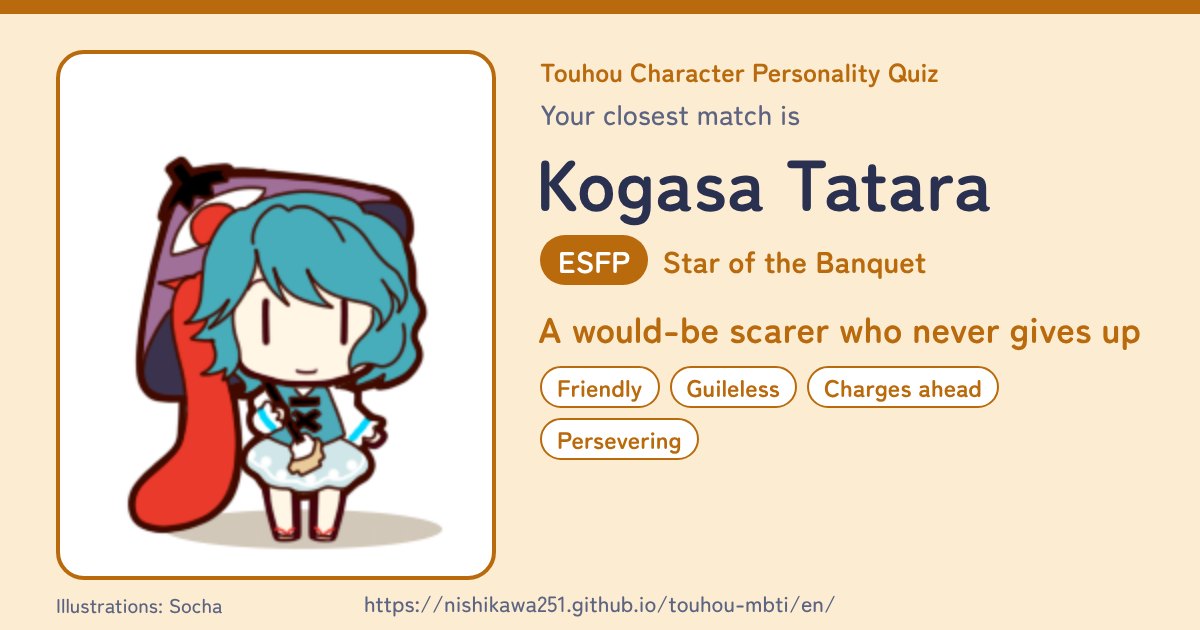 Touhou Character Personality Quiz
Your closest match is
Kogasa Tatara
ESFP Star of the Banquet
A would-be scarer who never gives up
Friendly Guileless Charges ahead
Persevering
Illustrations: Socha https://nishikawa251.github.io/touhou-mbti/en/